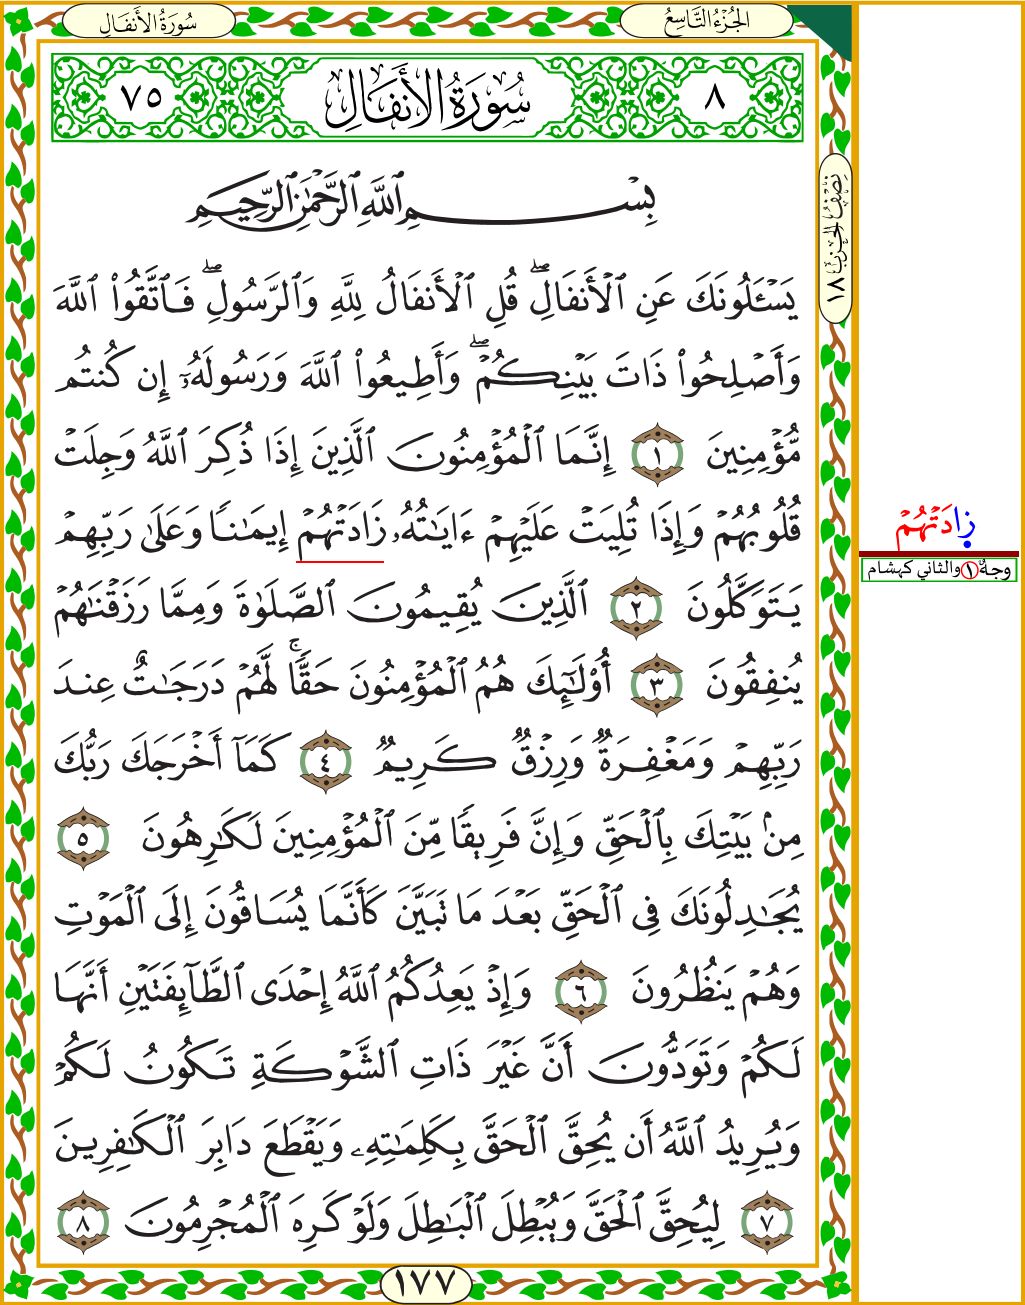 سُورَةُ الأَنفَالِ
الجُزْءُ التَّاسِعُ
٧٥
سُورَةُ الأَنفَالِ
٨
نِصْفُ الحِزْبِ ١٨
بِسْمِ ٱللَّهِ ٱلرَّحْمَٰنِ ٱلرَّحِيمِ
يَسْـَٔلُونَكَ عَنِ ٱلْأَنفَالِۖ قُلِ ٱلْأَنفَالُ لِلَّهِ وَٱلرَّسُولِۖ فَٱتَّقُوا۟ ٱللَّهَ
وَأَصْلِحُوا۟ ذَاتَ بَيْنِكُمْۖ وَأَطِيعُوا۟ ٱللَّهَ وَرَسُولَهُۥٓ إِن كُنتُم
مُّؤْمِنِينَ ١ إِنَّمَا ٱلْمُؤْمِنُونَ ٱلَّذِينَ إِذَا ذُكِرَ ٱللَّهُ وَجِلَتْ
قُلُوبُهُمْ وَإِذَا تُلِيَتْ عَلَيْهِمْ ءَايَٰتُهُۥ زَادَتْهُمْ إِيمَٰنًا وَعَلَىٰ رَبِّهِمْ
زِادَتْهُمْ
وجهٌ ١ والثاني كهشام
يَتَوَكَّلُونَ ٢ ٱلَّذِينَ يُقِيمُونَ ٱلصَّلَوٰةَ وَمِمَّا رَزَقْنَٰهُمْ
يُنفِقُونَ ٣ أُو۟لَٰٓئِكَ هُمُ ٱلْمُؤْمِنُونَ حَقًّاۚ لَّهُمْ دَرَجَٰتٌ عِندَ
رَبِّهِمْ وَمَغْفِرَةٌ وَرِزْقٌ كَرِيمٌ ٤ كَمَآ أَخْرَجَكَ رَبُّكَ
مِنۢ بَيْتِكَ بِٱلْحَقِّ وَإِنَّ فَرِيقًا مِّنَ ٱلْمُؤْمِنِينَ لَكَٰرِهُونَ ٥
يُجَٰدِلُونَكَ فِى ٱلْحَقِّ بَعْدَ مَا تَبَيَّنَ كَأَنَّمَا يُسَاقُونَ إِلَى ٱلْمَوْتِ
وَهُمْ يَنظُرُونَ ٦ وَإِذْ يَعِدُكُمُ ٱللَّهُ إِحْدَى ٱلطَّآئِفَتَيْنِ أَنَّهَا
لَكُمْ وَتَوَدُّونَ أَنَّ غَيْرَ ذَاتِ ٱلشَّوْكَةِ تَكُونُ لَكُمْ
وَيُرِيدُ ٱللَّهُ أَن يُحِقَّ ٱلْحَقَّ بِكَلِمَٰتِهِۦ وَيَقْطَعَ دَابِرَ ٱلْكَٰفِرِينَ
٧ لِيُحِقَّ ٱلْحَقَّ وَيُبْطِلَ ٱلْبَٰطِلَ وَلَوْ كَرِهَ ٱلْمُجْرِمُونَ ٨
١٧٧